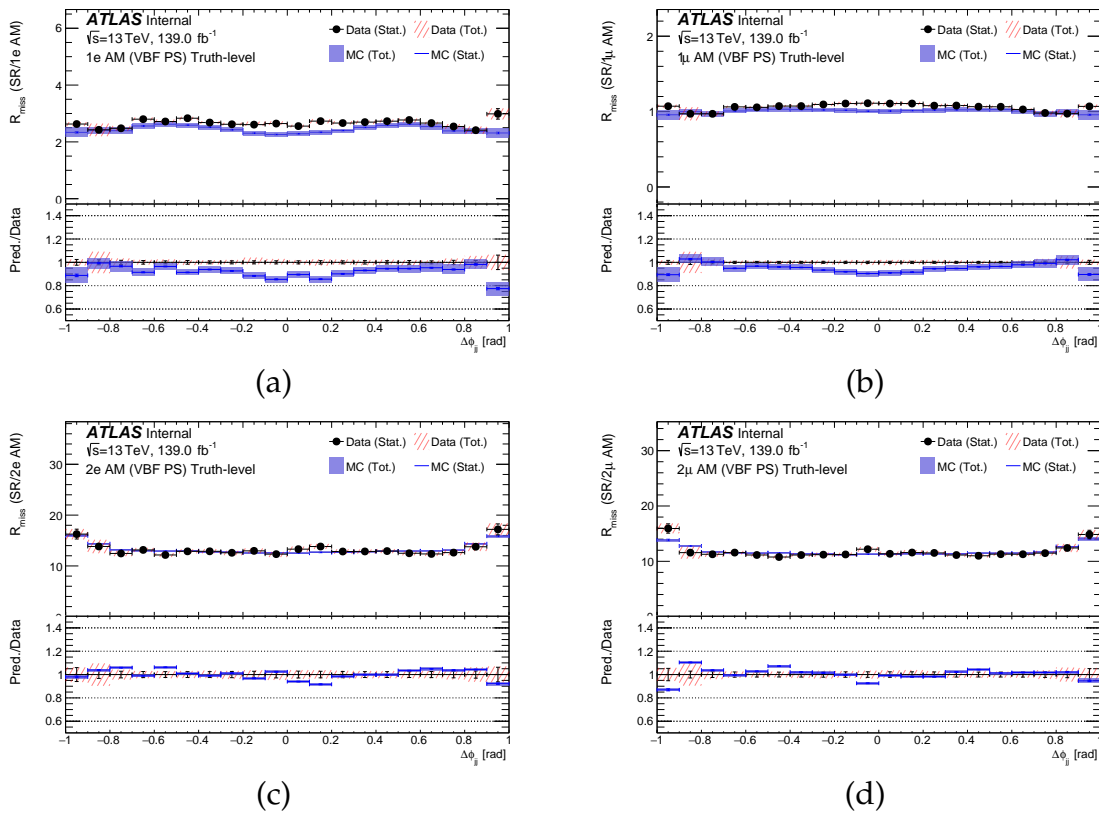 ATLAS Internal
√s=13 TeV, 139.0 fb⁻¹
1e AM (VBF PS) Truth-level
Data (Stat.)
Data (Tot.)
MC (Tot.)
MC (Stat.)
R_miss (SR/1e AM)
6
4
2
0
Pred./Data
1.4
1.2
1
0.8
0.6
−1 −0.8 −0.6 −0.4 −0.2 0 0.2 0.4 0.6 0.8 1
Δϕ_jj [rad]
(a)
ATLAS Internal
√s=13 TeV, 139.0 fb⁻¹
1μ AM (VBF PS) Truth-level
Data (Stat.)
Data (Tot.)
MC (Tot.)
MC (Stat.)
R_miss (SR/1μ AM)
2
1
0
Pred./Data
1.4
1.2
1
0.8
0.6
−1 −0.8 −0.6 −0.4 −0.2 0 0.2 0.4 0.6 0.8 1
Δϕ_jj [rad]
(b)
ATLAS Internal
√s=13 TeV, 139.0 fb⁻¹
2e AM (VBF PS) Truth-level
Data (Stat.)
Data (Tot.)
MC (Tot.)
MC (Stat.)
R_miss (SR/2e AM)
30
20
10
0
Pred./Data
1.4
1.2
1
0.8
0.6
−1 −0.8 −0.6 −0.4 −0.2 0 0.2 0.4 0.6 0.8 1
Δϕ_jj [rad]
(c)
ATLAS Internal
√s=13 TeV, 139.0 fb⁻¹
2μ AM (VBF PS) Truth-level
Data (Stat.)
Data (Tot.)
MC (Tot.)
MC (Stat.)
R_miss (SR/2μ AM)
30
20
10
0
Pred./Data
1.4
1.2
1
0.8
0.6
−1 −0.8 −0.6 −0.4 −0.2 0 0.2 0.4 0.6 0.8 1
Δϕ_jj [rad]
(d)